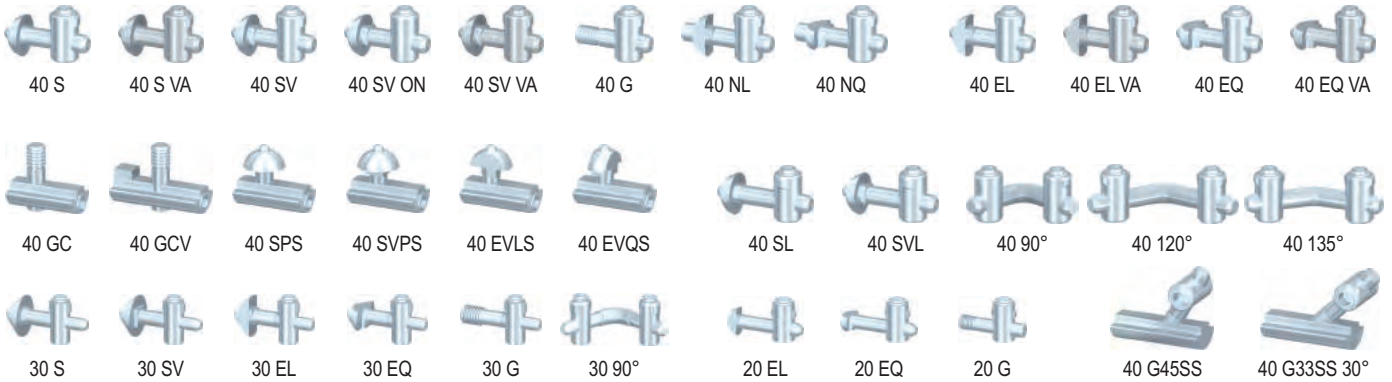 40 S 40 S VA 40 SV 40 SV ON 40 SV VA 40 G 40 NL 40 NQ 40 EL 40 EL VA 40 EQ 40 EQ VA
40 GC 40 GCV 40 SPS 40 SVPS 40 EVLS 40 EVQS 40 SL 40 SVL 40 90° 40 120° 40 135°
30 S 30 SV 30 EL 30 EQ 30 G 30 90° 20 EL 20 EQ 20 G 40 G45SS 40 G33SS 30°